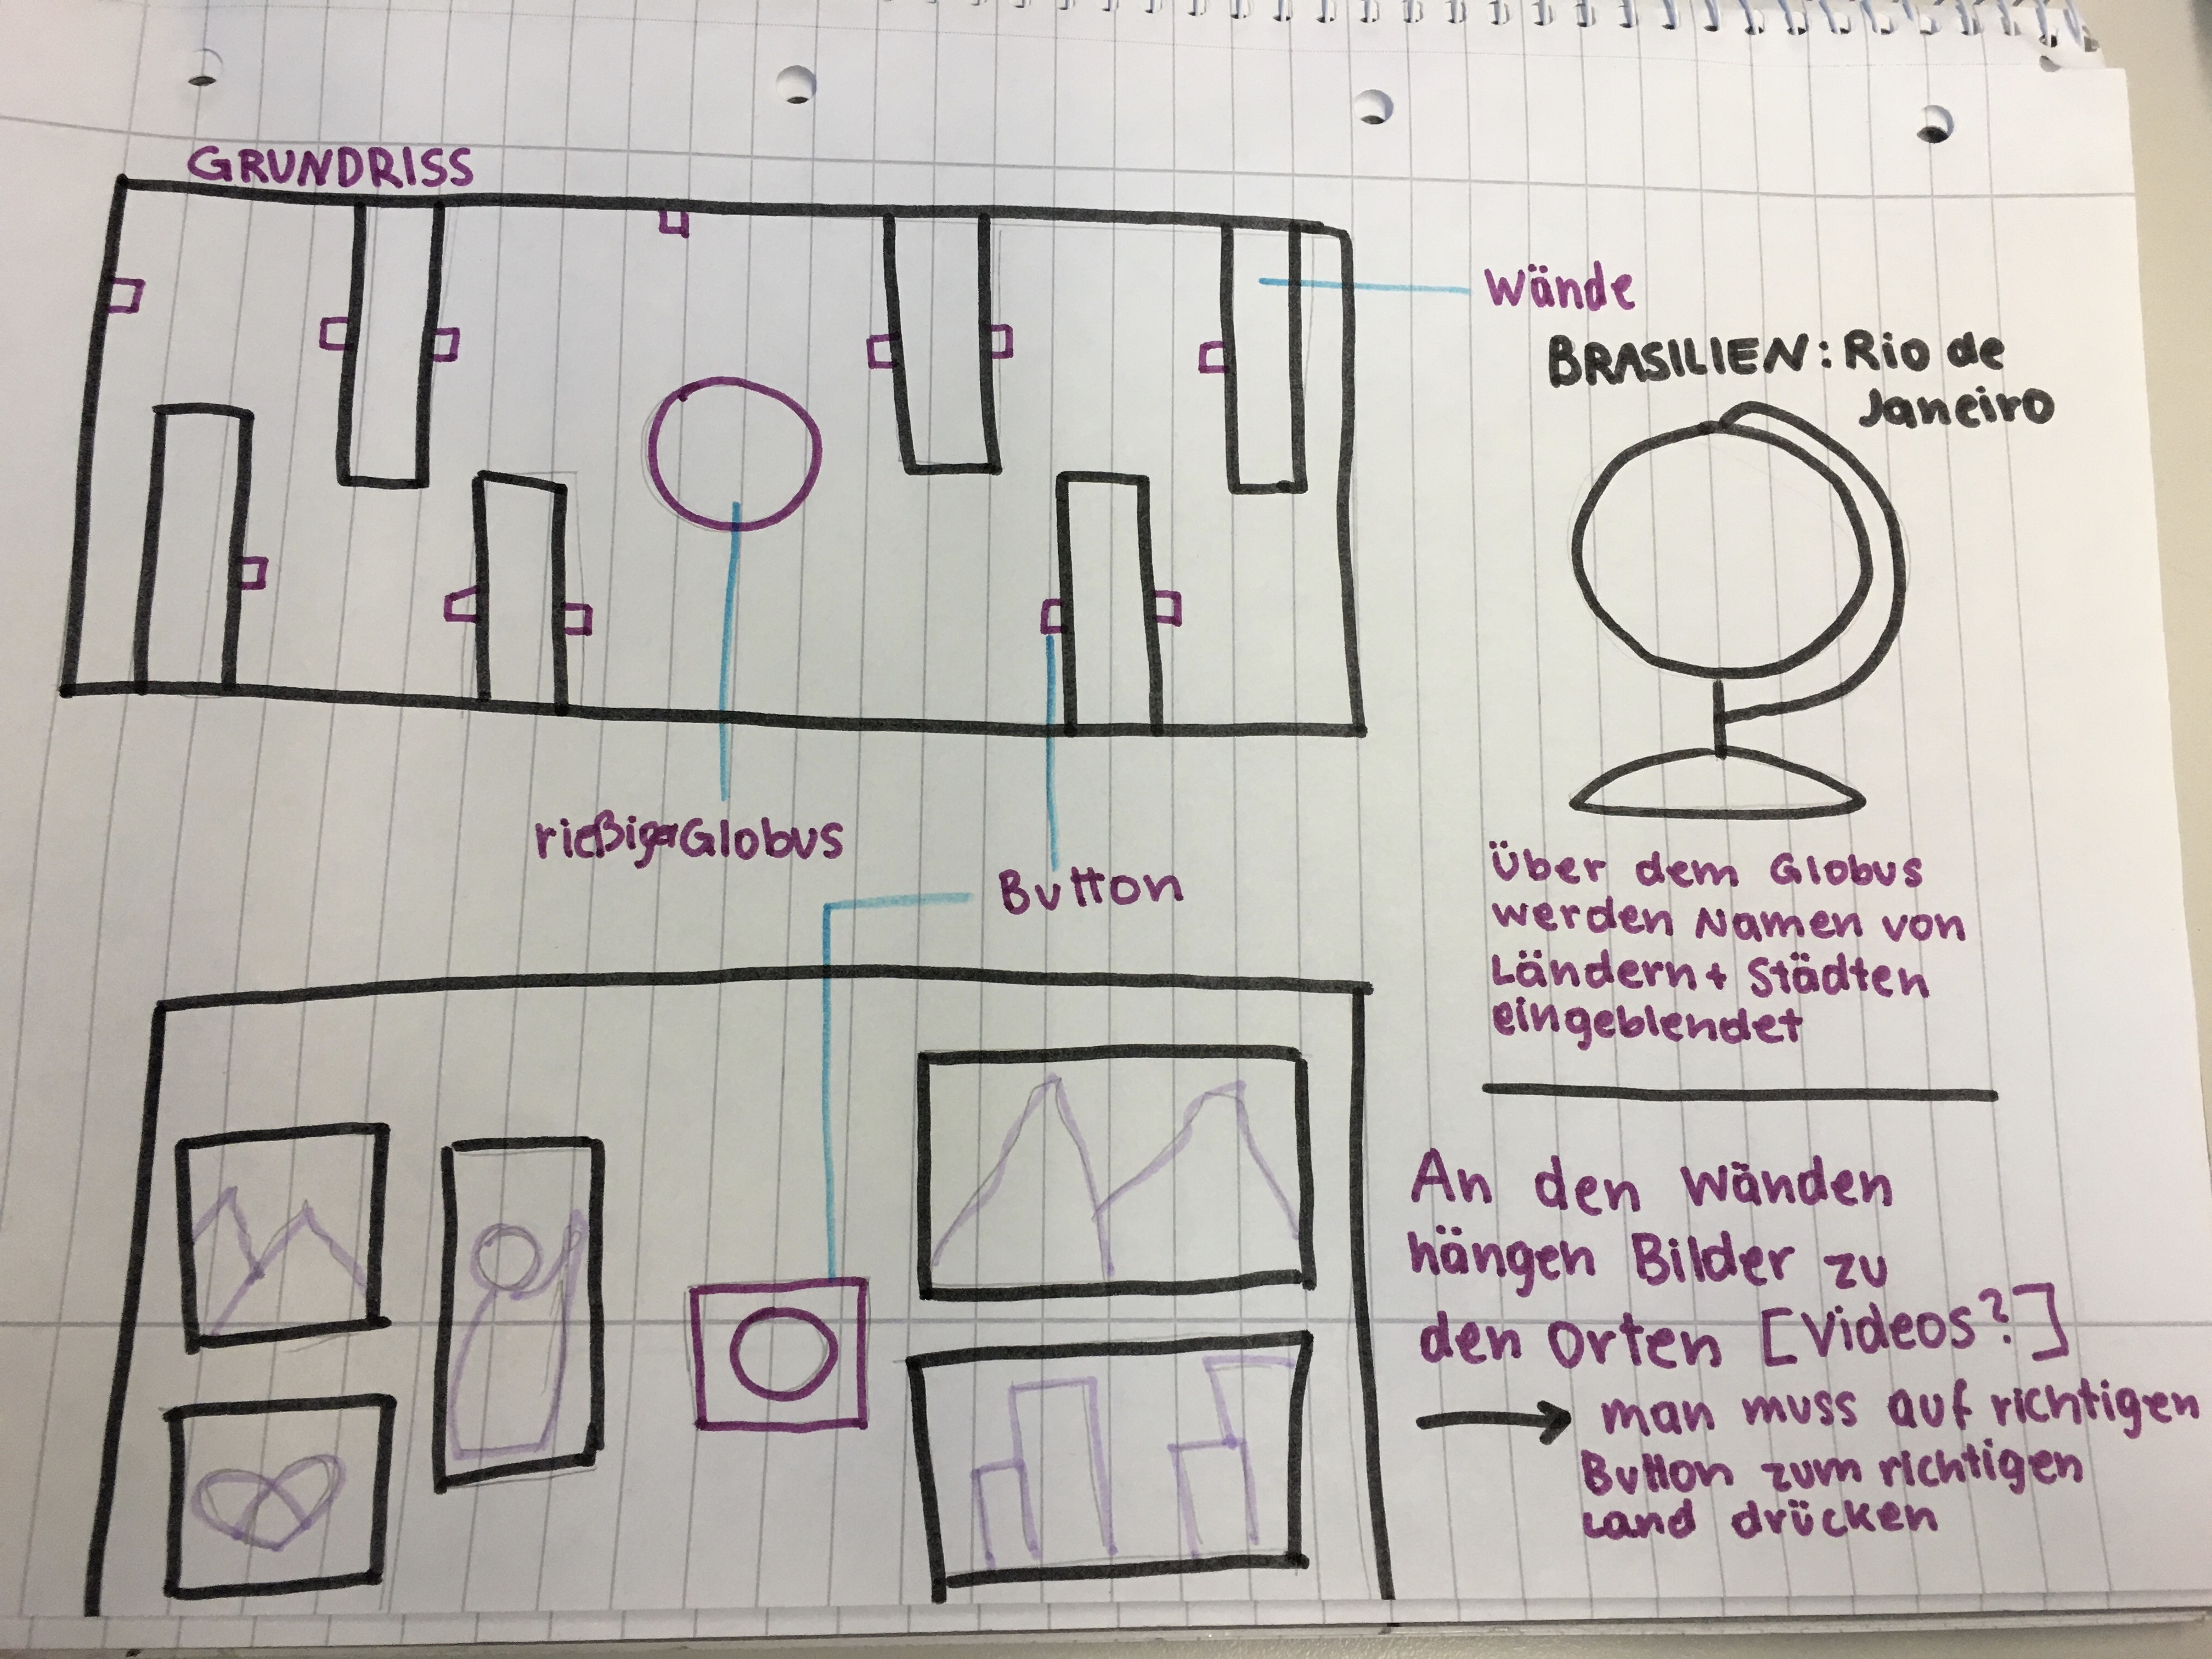 GRUNDRISS
Wände
BRASILIEN: Rio de
Janeiro
rießiger Globus
Button
Über dem Globus
werden Namen von
Ländern + Städten
eingeblendet
An den Wänden
hängen Bilder zu
den Orten [Videos?]
man muss auf richtigen
Button zum richtigen
Land drücken